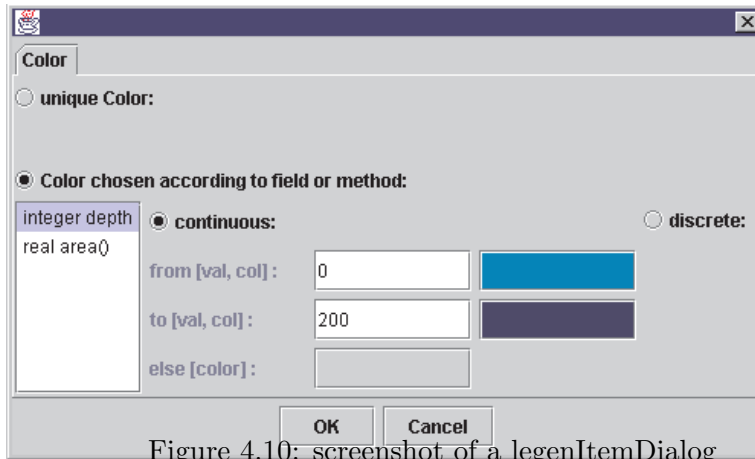 Color
unique Color:
Color chosen according to field or method:
integer depth
real area()
continuous:
discrete:
from [val, col] :
0
to [val, col] :
200
else [color] :
OK
Cancel
Figure 4.10: screenshot of a legenItemDialog